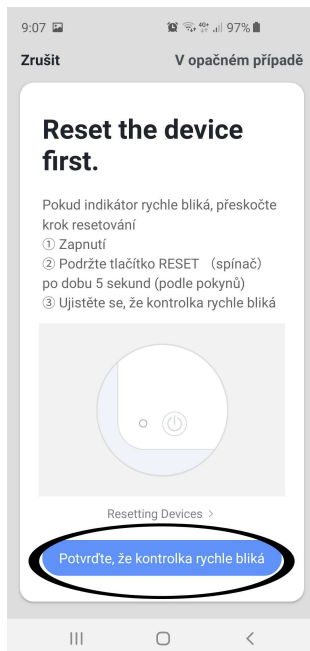 9:07 4G+ 97%
Zrušit V opačném případě
Reset the device
first.
Pokud indikátor rychle bliká, přeskočte
krok resetování
① Zapnutí
② Podržte tlačítko RESET （spínač）
po dobu 5 sekund (podle pokynů)
③ Ujistěte se, že kontrolka rychle bliká
Resetting Devices >
Potvrďte, že kontrolka rychle bliká